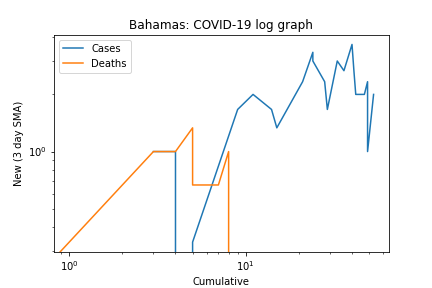 Bahamas: COVID-19 log graph
Cases
Deaths
New (3 day SMA)
10⁰
10⁰
10¹
Cumulative